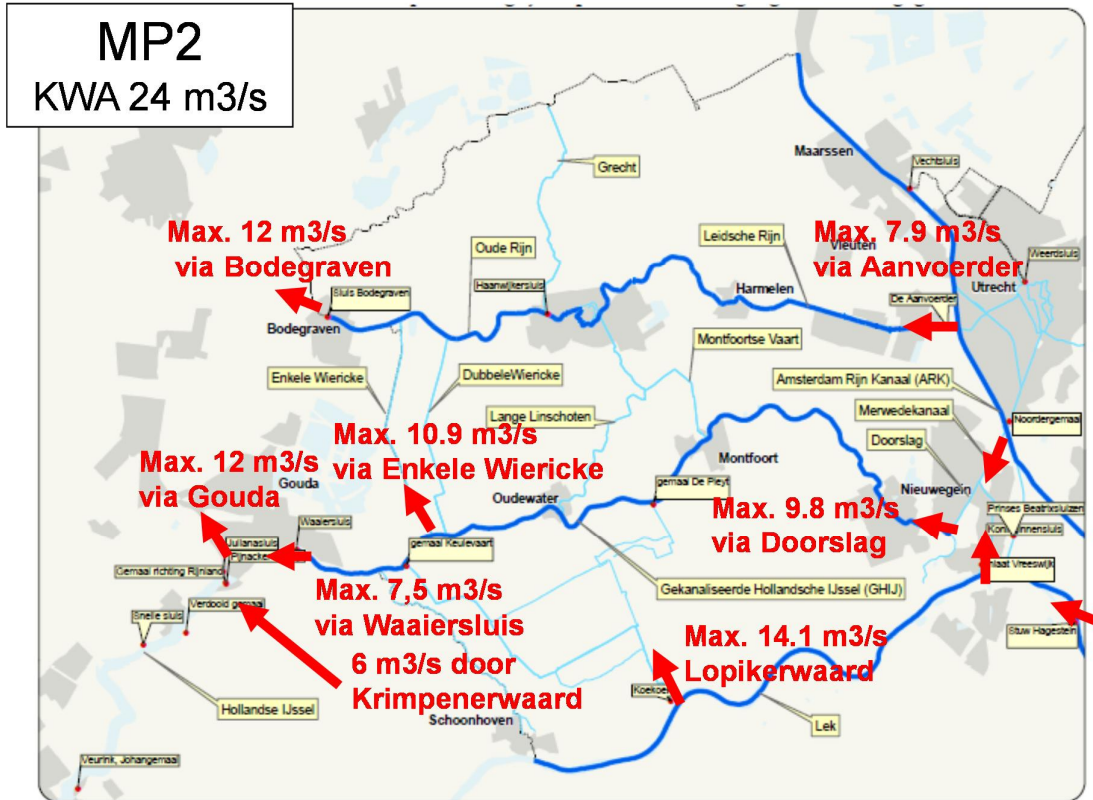 MP2
KWA 24 m3/s
Maarssen
Vechtsluis
Grecht
Max. 12 m3/s
via Bodegraven
Oude Rijn
Leidsche Rijn
Max. 7.9 m3/s
Vleuten
via Aanvoerder
Weerdsluis
Utrecht
Sluis Bodegraven
Haanwijkersluis
Harmelen
De Aanvoerder
Bodegraven
Montfoortse Vaart
Enkele Wiericke
DubbeleWiericke
Amsterdam Rijn Kanaal (ARK)
Lange Linschoten
Merwedekanaal
Noordergemaal
Doorslag
Max. 10.9 m3/s
via Enkele Wiericke
Max. 12 m3/s
via Gouda
Gouda
Montfoort
gemaal De Pleyt
Oudewater
Nieuwegein
Max. 9.8 m3/s
via Doorslag
Prinses Beatrixsluizen
Waaiersluis
Julianasluis
gemaal Keulevaart
Vreeswijk
Gemaal richting Rijnland
Max. 7,5 m3/s
via Waaiersluis
Gekanaliseerde Hollandsche IJssel (GHIJ)
Verdooid gemaal
Snelle sluis
Stuw Hagestein
Max. 14.1 m3/s
Lopikerwaard
6 m3/s door
Krimpenerwaard
Hollandse IJssel
Schoonhoven
Lek
Veurink, Johangemaal